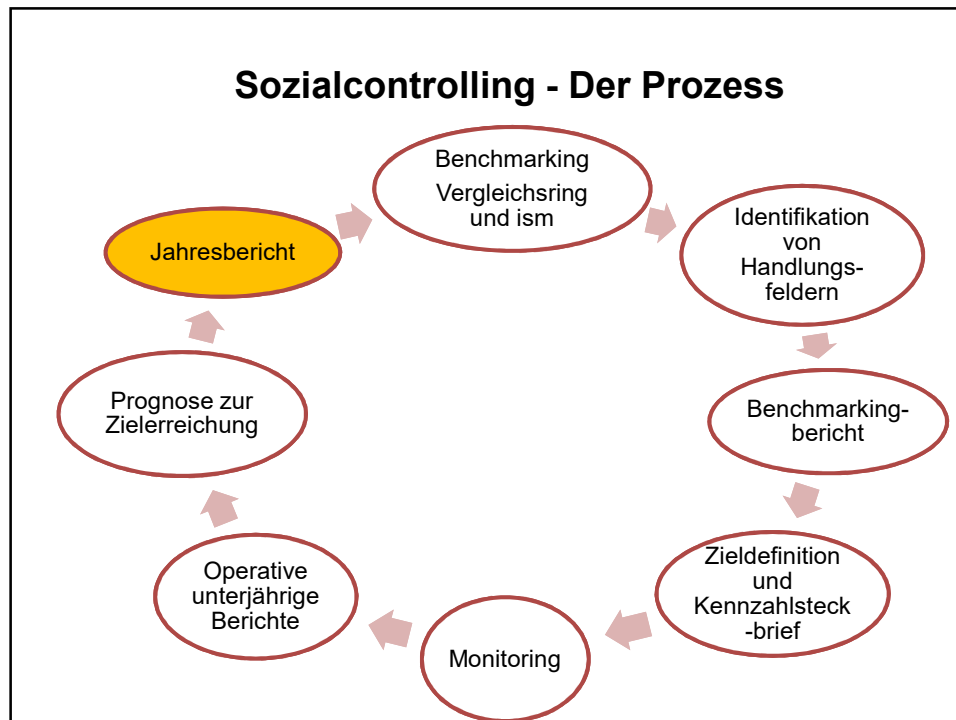 Sozialcontrolling - Der Prozess
Benchmarking
Vergleichsring
und ism
Identifikation
von
Handlungs-
feldern
Benchmarking-
bericht
Zieldefinition
und
Kennzahlsteck
-brief
Monitoring
Operative
unterjährige
Berichte
Prognose zur
Zielerreichung
Jahresbericht